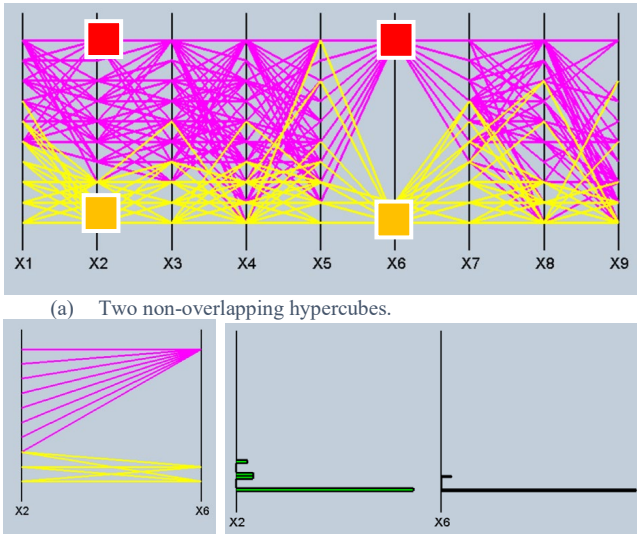 X1 X2 X3 X4 X5 X6 X7 X8 X9
(a) Two non-overlapping hypercubes.
X2 X6 X2 X6